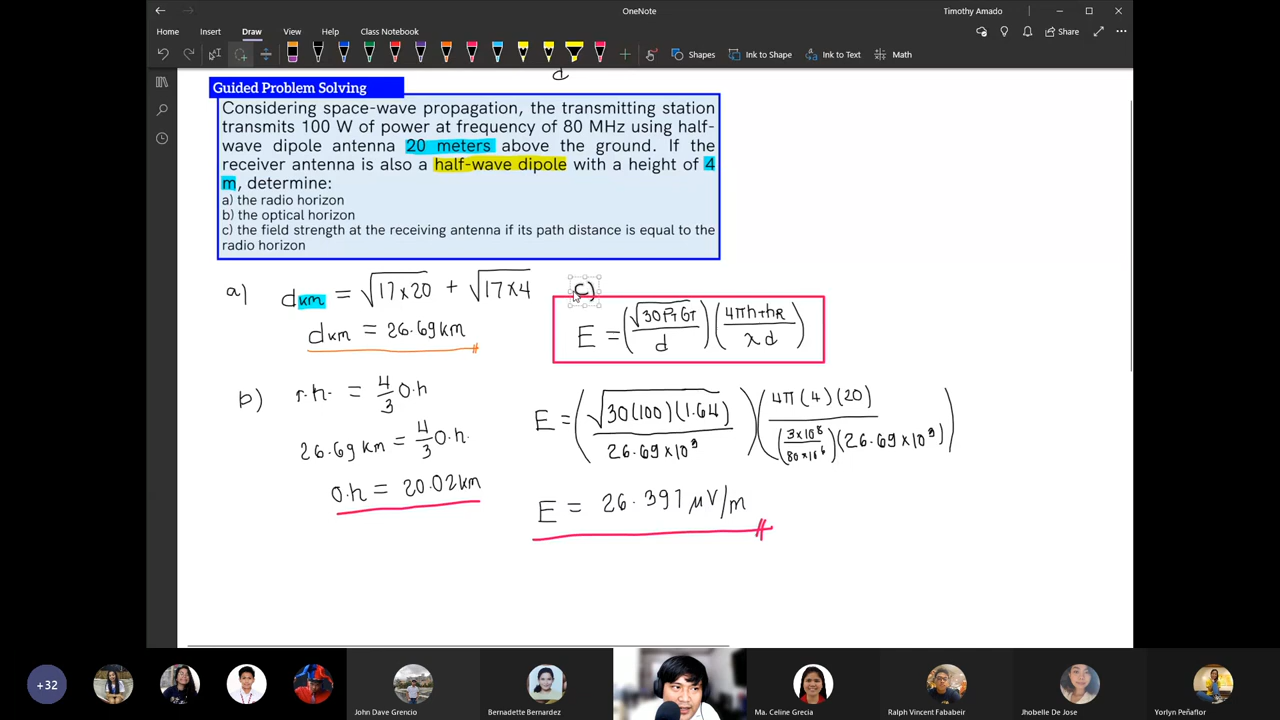 OneNote
Timothy Amado
Home Insert Draw View Help Class Notebook
Share
Shapes Ink to Shape Ink to Text Math
d
Guided Problem Solving
Considering space-wave propagation, the transmitting station
transmits 100 W of power at frequency of 80 MHz using half-
wave dipole antenna 20 meters above the ground. If the
receiver antenna is also a half-wave dipole with a height of 4
m, determine:
a) the radio horizon
b) the optical horizon
c) the field strength at the receiving antenna if its path distance is equal to the
radio horizon
a) dkm = √17x20 + √17x4
dkm = 26.69km
b) r.h. = 4/3 O.h
26.69km = 4/3 O.h.
O.h = 20.02km
c)
E = (√30PTGT / d) (4πhthR / λd)
E = (√30(100)(1.64) / 26.69x10³) (4π(4)(20) / (3x10⁸ / 80x10⁶)(26.69x10³))
E = 26.397 μV/m
+32
John Dave Grencio
Bernadette Bernardez
Ma. Celine Grecia
Ralph Vincent Fababeir
Jhobelle De Jose
Yorlyn Peñaflor